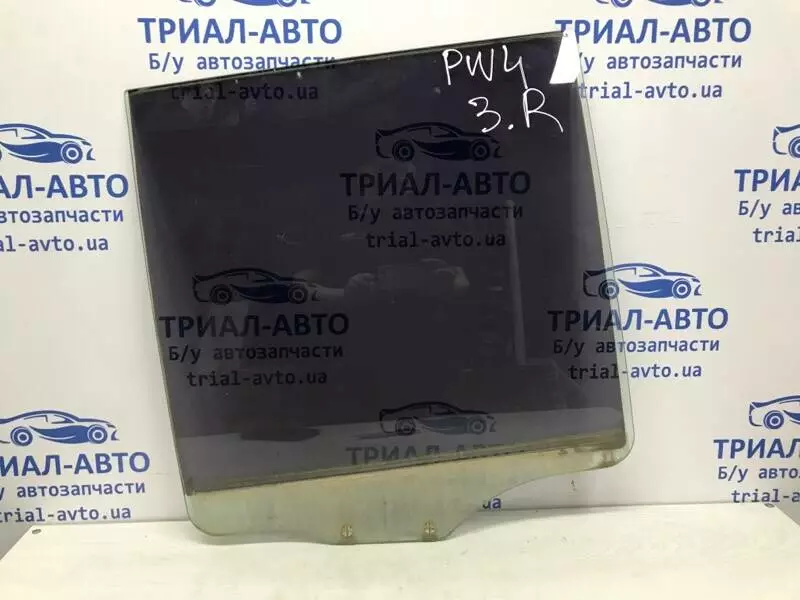 ТРИАЛ-АВТО
Б/у автозапчасти
trial-avto.ua
ТРИАЛ-АВТО
Б/у автозапчасти
trial-avto.ua
PW4
3.R
АВТО
запчасти
-avto.ua
ТРИАЛ-АВТО
Б/у автозапчасти
trial-avto.ua
ТРИАЛ
Б/у авто
trial-
ТРИАЛ-АВТО
Б/у автозапчасти
trial-avto.ua
ТРИАЛ-АВТО
Б/у автозапчасти
trial-avto.ua
ТРИАЛ-АВТО
Б/у автозапчасти
trial-avto.ua
ТРИАЛ-АВТО
Б/у автозапчасти
trial-avto.ua